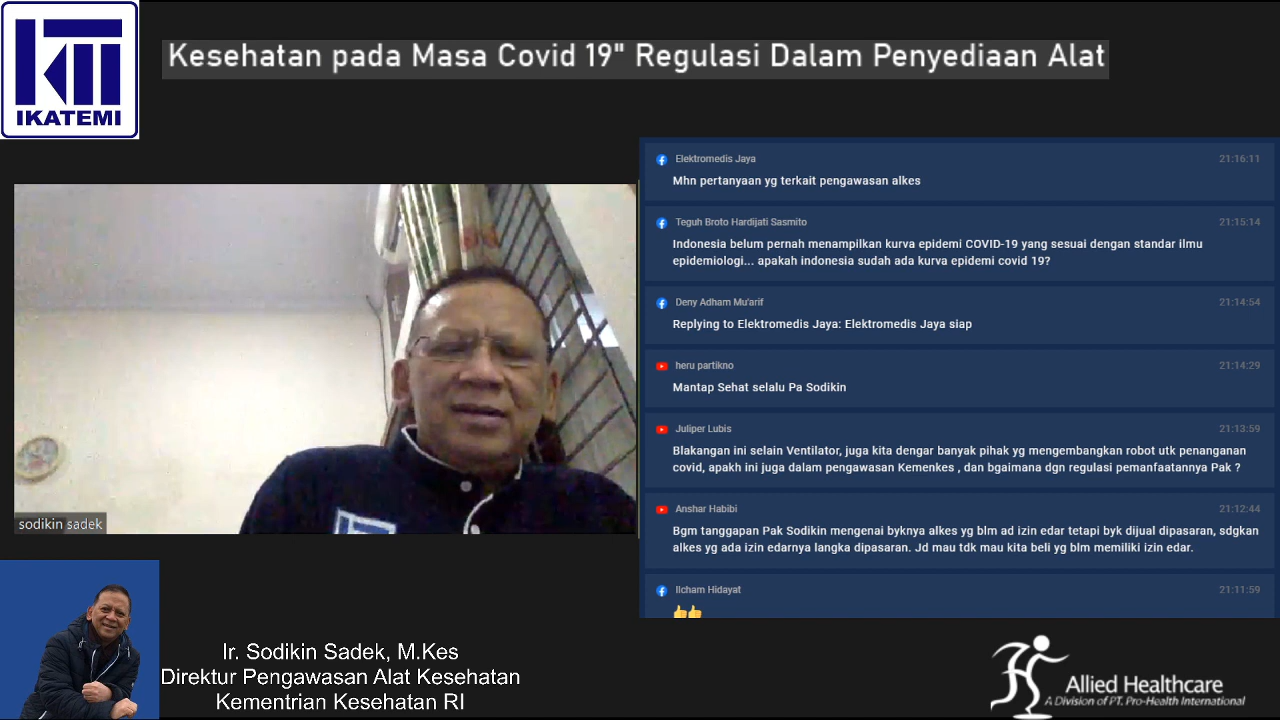 IKATEMI
Kesehatan pada Masa Covid 19" Regulasi Dalam Penyediaan Alat
Elektromedis Jaya
21:16:11
Mhn pertanyaan yg terkait pengawasan alkes
Teguh Broto Hardijati Sasmito
21:15:14
Indonesia belum pernah menampilkan kurva epidemi COVID-19 yang sesuai dengan standar ilmu
epidemiologi... apakah indonesia sudah ada kurva epidemi covid 19?
Deny Adham Mu'arif
21:14:54
Replying to Elektromedis Jaya: Elektromedis Jaya siap
heru partikno
21:14:29
Mantap Sehat selalu Pa Sodikin
Juliper Lubis
21:13:59
Blakangan ini selain Ventilator, juga kita dengar banyak pihak yg mengembangkan robot utk penanganan
covid, apakh ini juga dalam pengawasan Kemenkes , dan bgaimana dgn regulasi pemanfaatannya Pak ?
Anshar Habibi
21:12:44
Bgm tanggapan Pak Sodikin mengenai byknya alkes yg blm ad izin edar tetapi byk dijual dipasaran, sdgkan
alkes yg ada izin edarnya langka dipasaran. Jd mau tdk mau kita beli yg blm memiliki izin edar.
Ilcham Hidayat
21:11:59
sodikin sadek
Ir. Sodikin Sadek, M.Kes
Direktur Pengawasan Alat Kesehatan
Kementrian Kesehatan RI
Allied Healthcare
A Division of PT. Pro-Health International